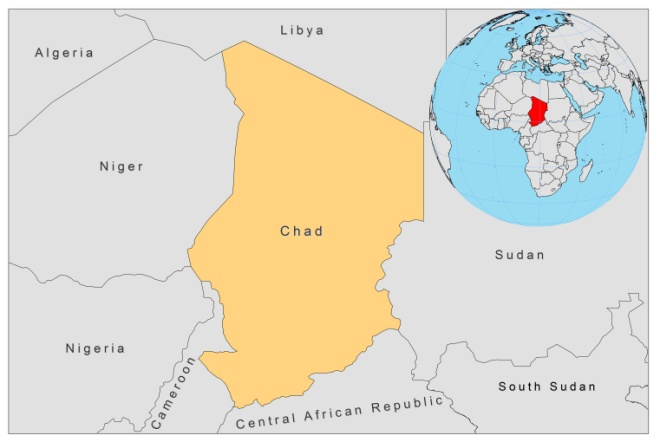 Libya
Algeria
Niger
Chad
Sudan
Nigeria
Cameroon
South Sudan
Central African Republic